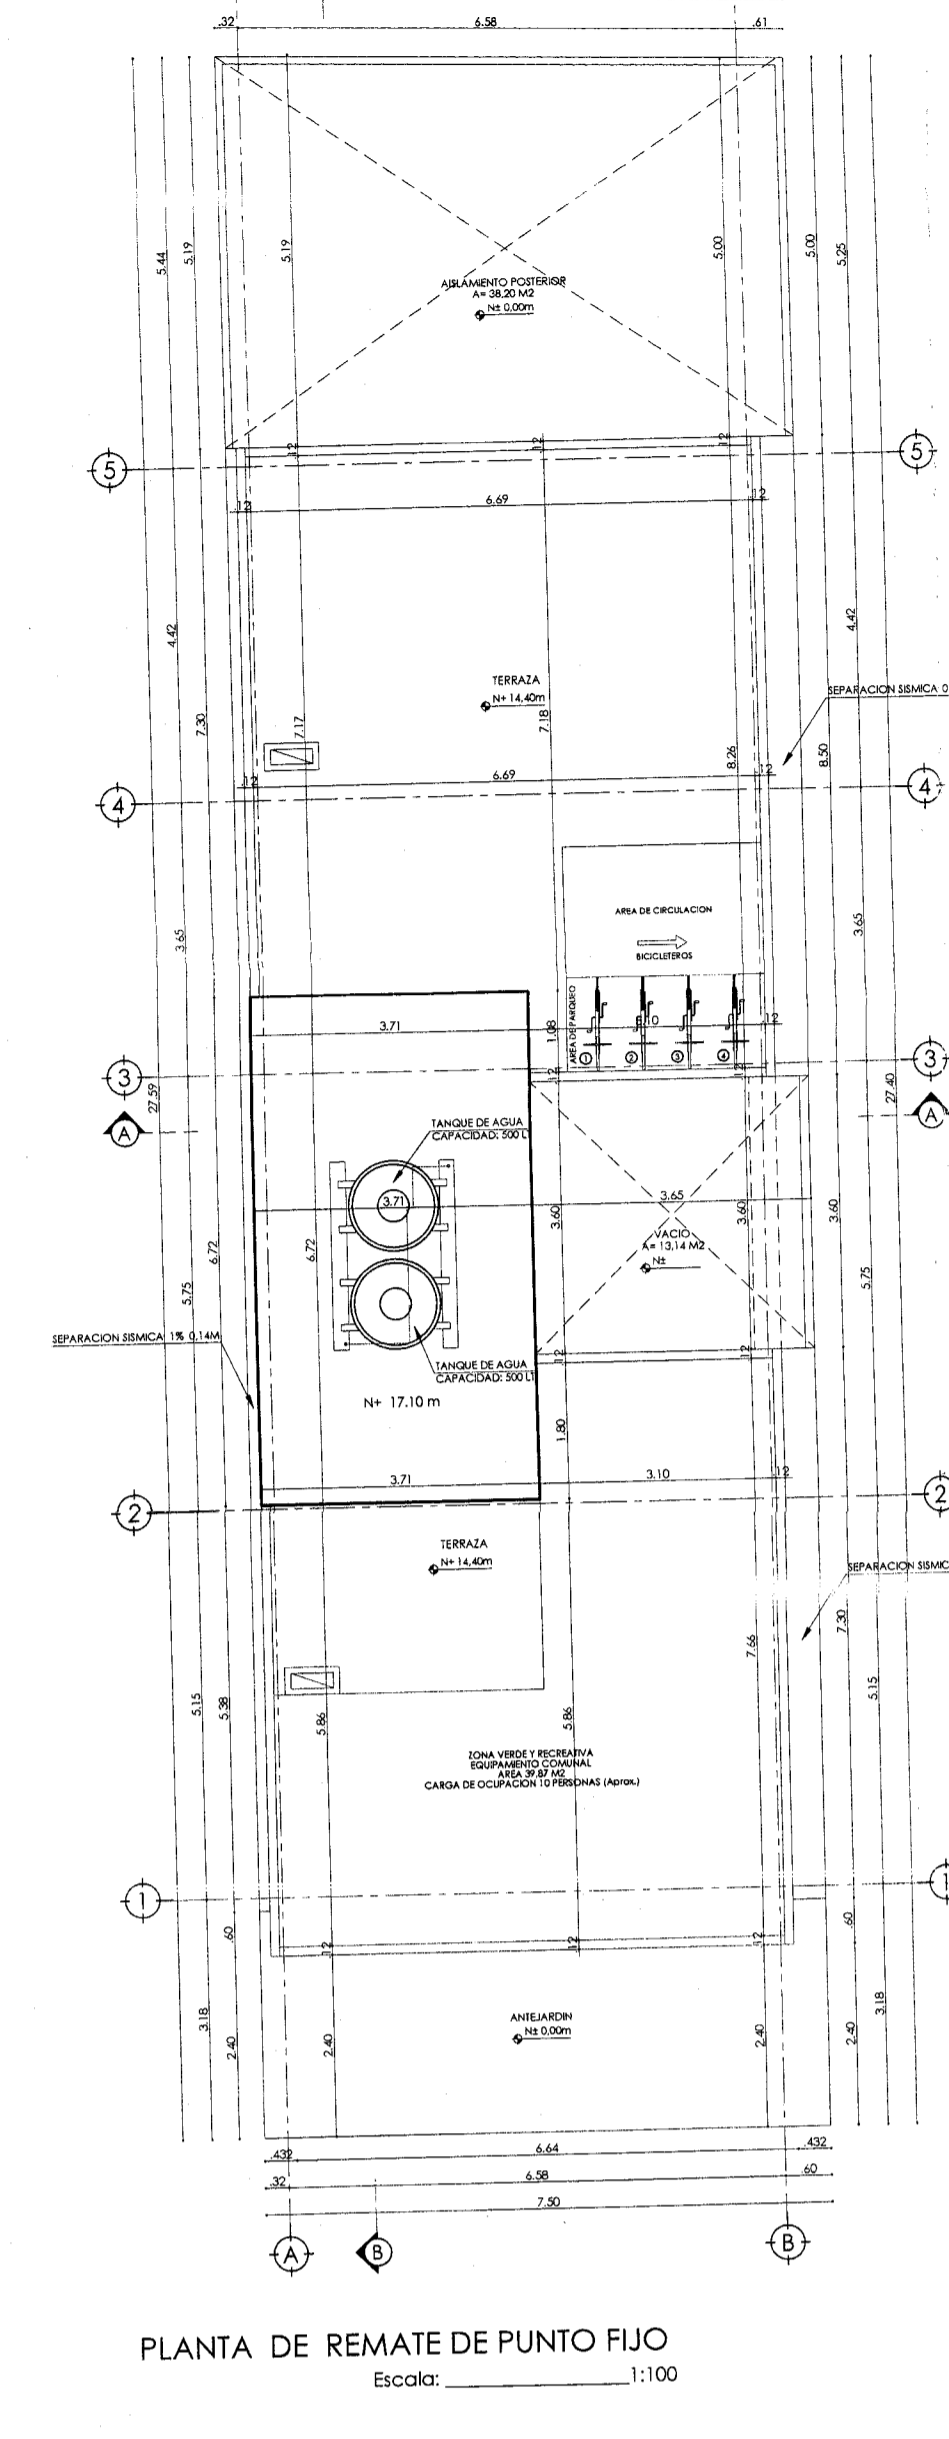 .32 6.58 .61
5.44 5.19 5.19 5.00 5.00 5.25
AISLAMIENTO POSTERIOR
A= 38,20 M2
N± 0,00m
.12 .12 .12
5 5
.12 6.69 .12
4.42 4.42
TERRAZA
N+ 14,40m
SEPARACION SISMICA 0
7.30 7.17 7.18 8.26 8.50
.12 6.69 .12
4 4
AREA DE CIRCULACION
BICICLETEROS
3.65 3.65
AREA DE PARQUEO
3.71 1.08 .12
1 2 3 4
.12 .12
3 3
27.59 27.40
A A
TANQUE DE AGUA
CAPACIDAD: 500 LT
3.71 3.65
3.60 3.60 3.60
VACIO
A= 13,14 M2
N±
6.72 6.72
5.75 5.75
SEPARACION SISMICA 1% 0,14M
.12 .12
TANQUE DE AGUA
CAPACIDAD: 500 LT
N+ 17.10 m
1.80
3.71 3.10 .12
2 2
TERRAZA
N+ 14,40m
SEPARACION SISMIC
7.66 7.30
5.15 5.38 5.86 5.86 5.15
ZONA VERDE Y RECREATIVA
EQUIPAMIENTO COMUNAL
AREA 39,87 M2
CARGA DE OCUPACION 10 PERSONAS (Aprox.)
1 1
.60 .12 .12 .12 .60
ANTEJARDIN
N± 0,00m
3.18 2.40 2.40 2.40 2.40 3.18
.432 6.64 .432
.32 6.58 .60
7.50
A B B
PLANTA DE REMATE DE PUNTO FIJO
Escala: 1:100